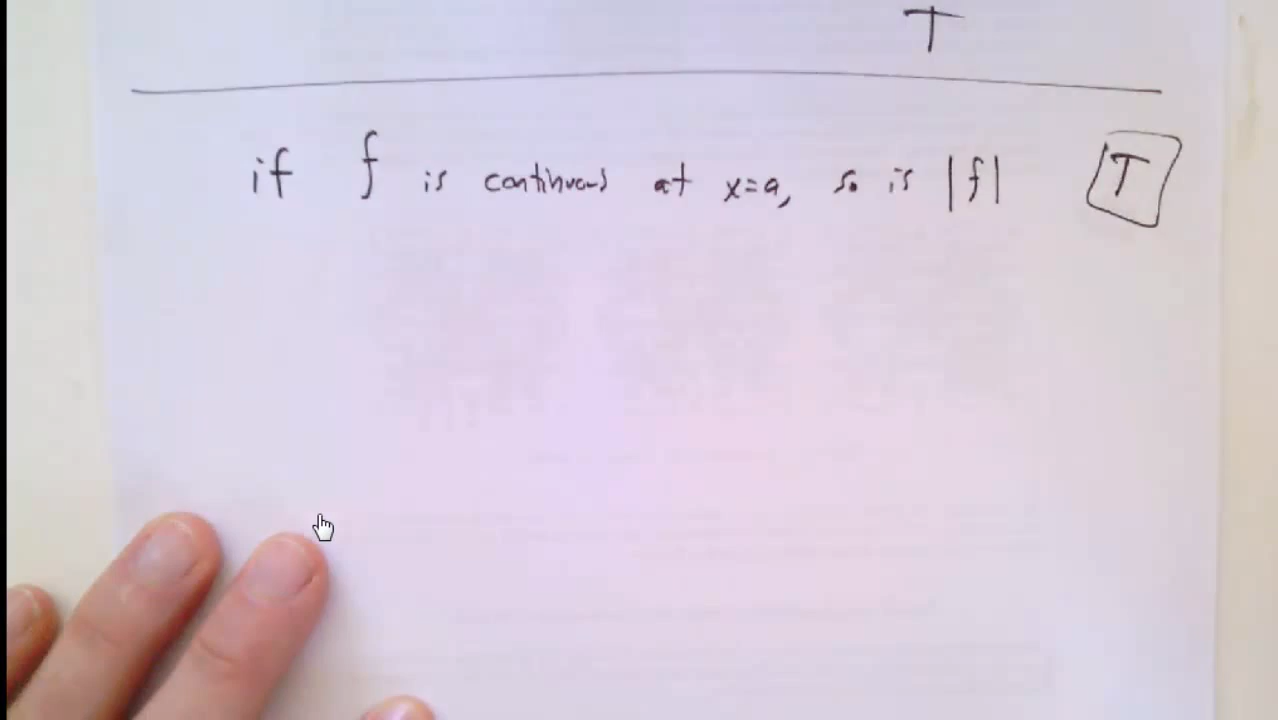 T
if f is continuous at x=a, so is |f| T